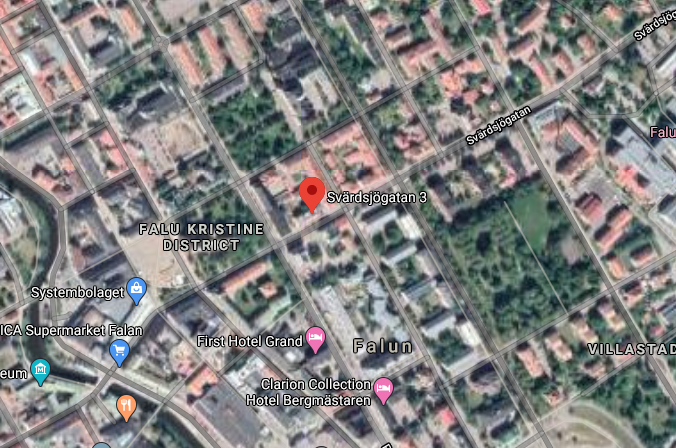 Svärdsjögatan
Svärdsjögatan
Falu
Svärdsjögatan 3
FALU KRISTINE
DISTRICT
Systembolaget
ICA Supermarket Falan
First Hotel Grand
Falun
VILLASTAD
eum
Clarion Collection
Hotel Bergmästaren